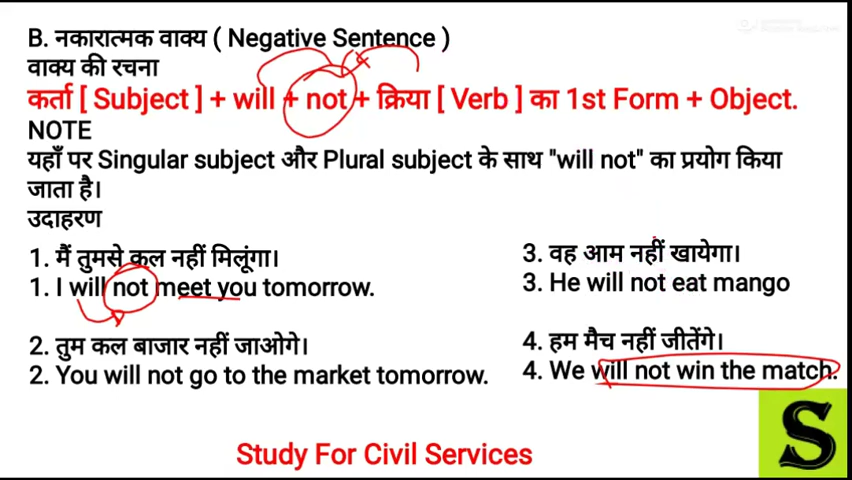 B. नकारात्मक वाक्य ( Negative Sentence )
वाक्य की रचना
कर्ता [ Subject ] + will + not + क्रिया [ Verb ] का 1st Form + Object.
NOTE
यहाँ पर Singular subject और Plural subject के साथ "will not" का प्रयोग किया
जाता है।
उदाहरण
1. मैं तुमसे कल नहीं मिलूंगा।
1. I will not meet you tomorrow.
2. तुम कल बाजार नहीं जाओगे।
2. You will not go to the market tomorrow.
3. वह आम नहीं खायेगा।
3. He will not eat mango
4. हम मैच नहीं जीतेंगे।
4. We will not win the match.
Study For Civil Services
S